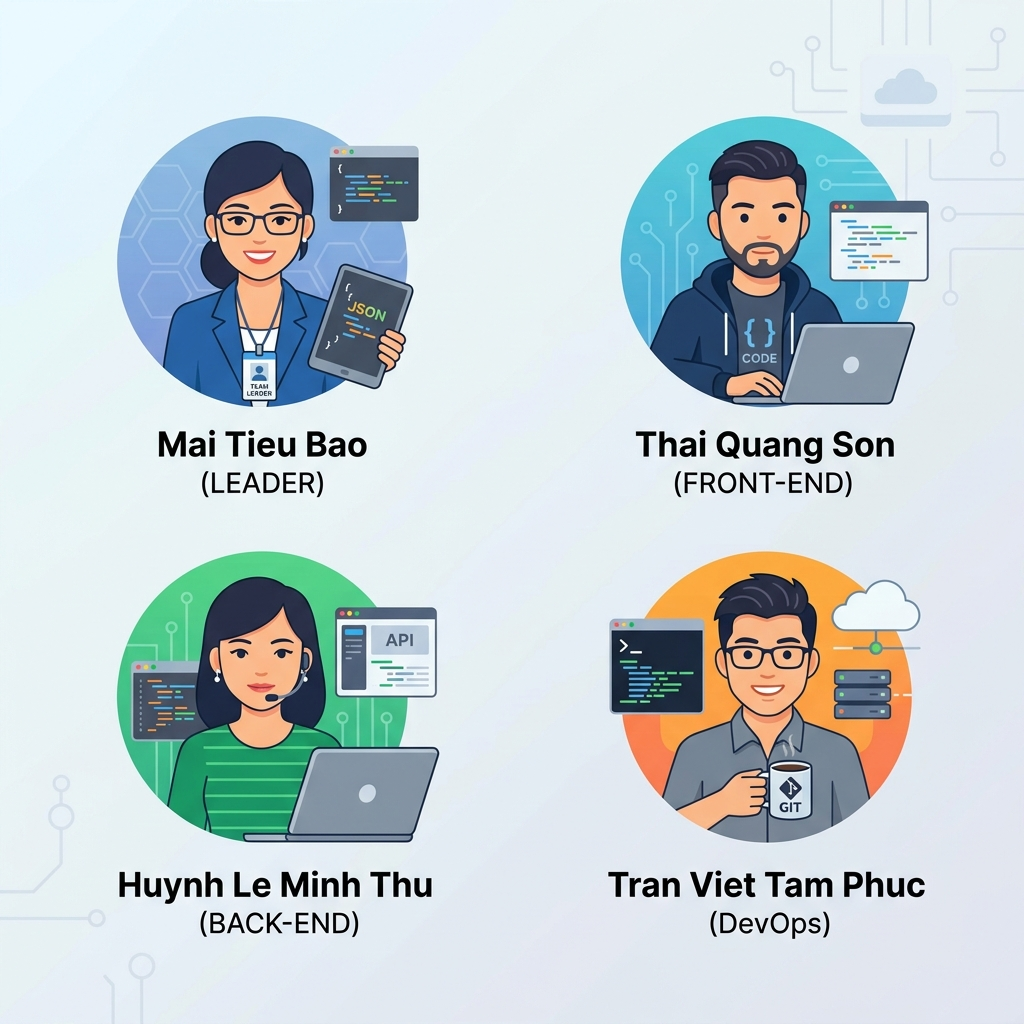 {
}
{
{
JSON
}
TEAM
LEADER
{ }
CODE
Mai Tieu Bao
(LEADER)
Thai Quang Son
(FRONT-END)
API
>_
GIT
Huynh Le Minh Thu
(BACK-END)
Tran Viet Tam Phuc
(DevOps)